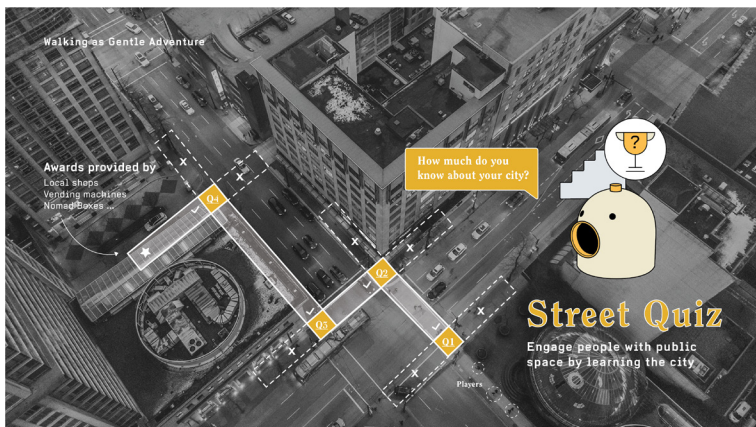 Walking as Gentle Adventure
Awards provided by
Local shops
Vending machines
Nomad Boxes ...
How much do you
know about your city?
?
X
X
Q4
X
X
Q2
Q3
Q1
X
X
X
Players
Street Quiz
Engage people with public
space by learning the city